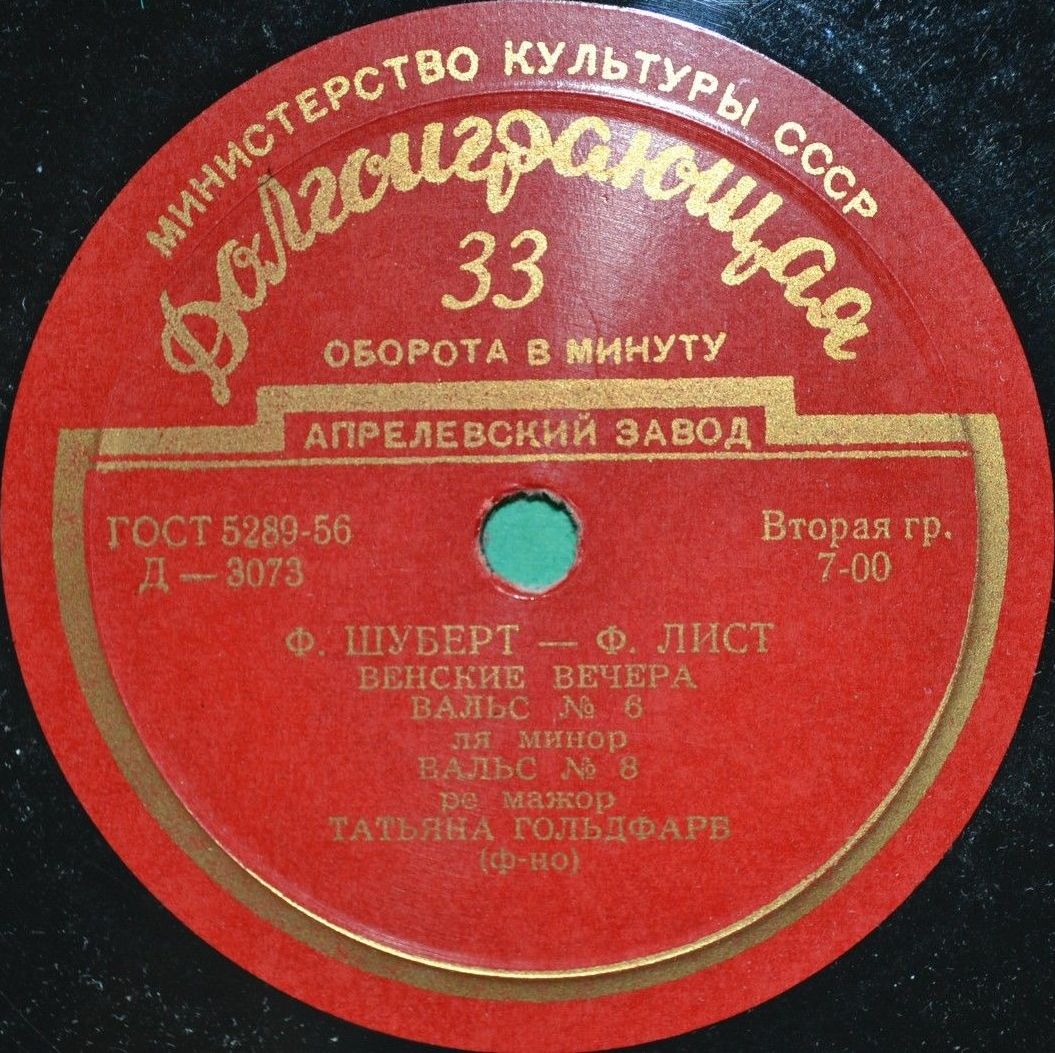 МИНИСТЕРСТВО КУЛЬТУРЫ СССР
Долгоиграющая
33
ОБОРОТА В МИНУТУ
АПРЕЛЕВСКИЙ ЗАВОД
ГОСТ 5289-56
Д — 3073
Вторая гр.
7-00
Ф. ШУБЕРТ — Ф. ЛИСТ
ВЕНСКИЕ ВЕЧЕРА
ВАЛЬС № 6
ля минор
ВАЛЬС № 8
ре мажор
ТАТЬЯНА ГОЛЬДФАРБ
(ф-но)